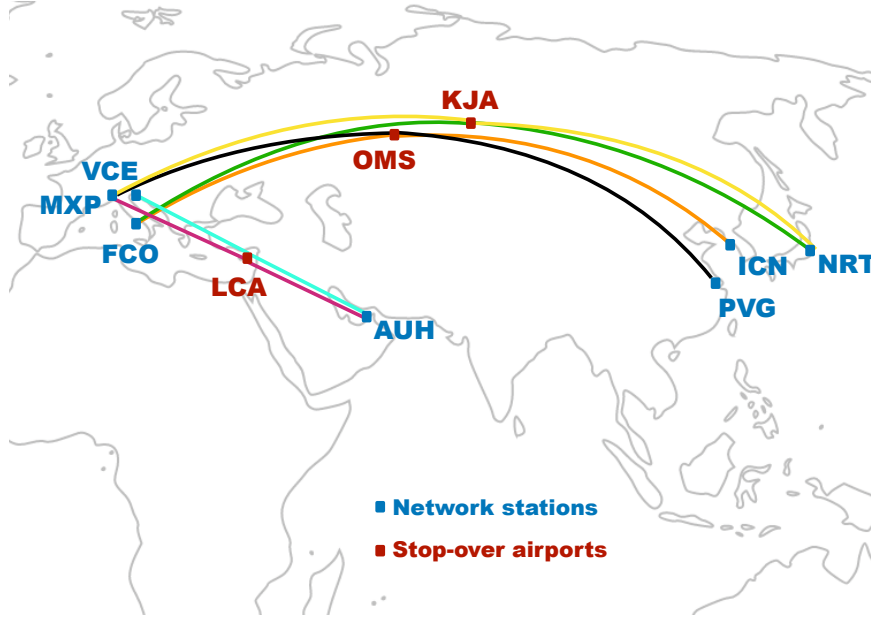 KJA
OMS
VCE
MXP
FCO
LCA
AUH
ICN
NRT
PVG
Network stations
Stop-over airports